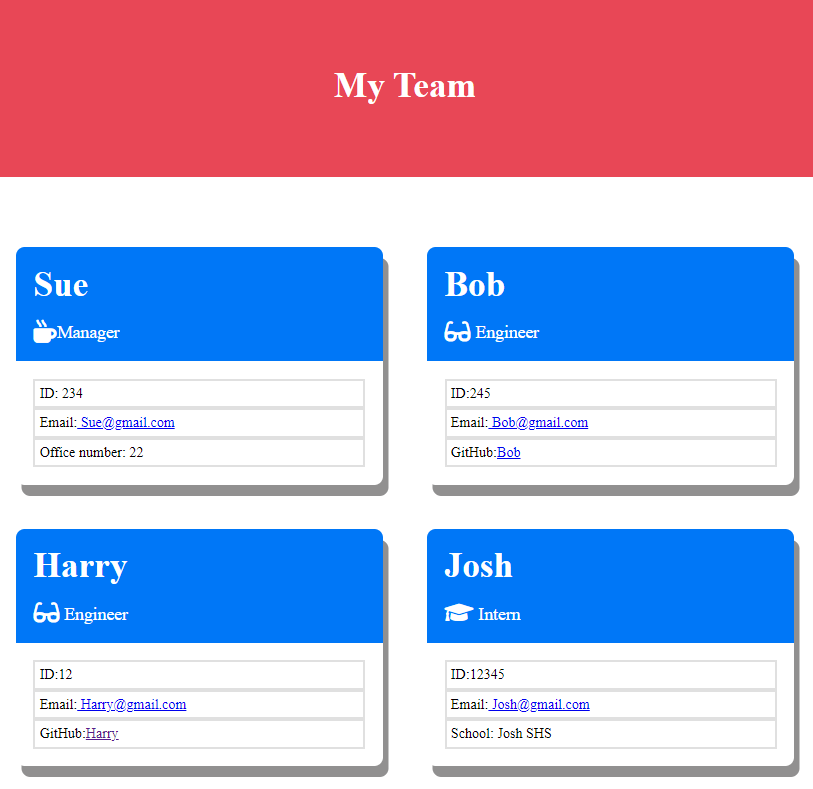 My Team
Sue
Manager
ID: 234
Email: Sue@gmail.com
Office number: 22
Bob
Engineer
ID:245
Email: Bob@gmail.com
GitHub:Bob
Harry
Engineer
ID:12
Email: Harry@gmail.com
GitHub:Harry
Josh
Intern
ID:12345
Email: Josh@gmail.com
School: Josh SHS